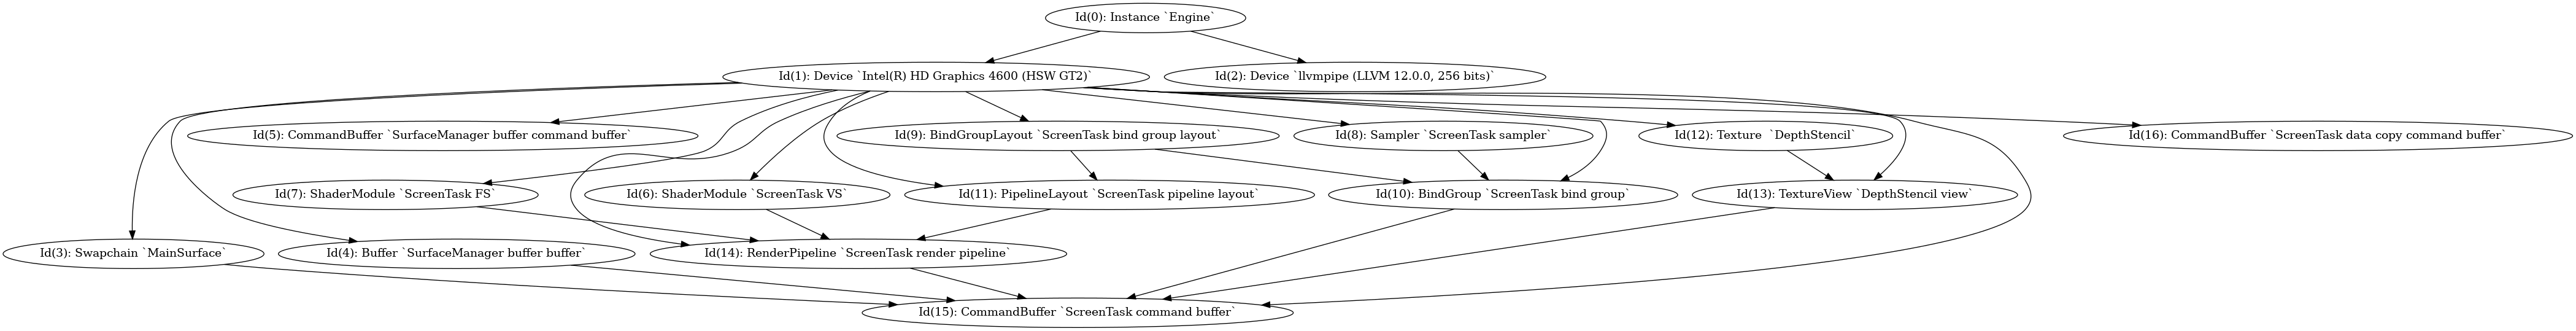 Id(0): Instance `Engine`
Id(1): Device `Intel(R) HD Graphics 4600 (HSW GT2)`
Id(2): Device `llvmpipe (LLVM 12.0.0, 256 bits)`
Id(5): CommandBuffer `SurfaceManager buffer command buffer`
Id(9): BindGroupLayout `ScreenTask bind group layout`
Id(8): Sampler `ScreenTask sampler`
Id(12): Texture  `DepthStencil`
Id(16): CommandBuffer `ScreenTask data copy command buffer`
Id(7): ShaderModule `ScreenTask FS`
Id(6): ShaderModule `ScreenTask VS`
Id(11): PipelineLayout `ScreenTask pipeline layout`
Id(10): BindGroup `ScreenTask bind group`
Id(13): TextureView `DepthStencil view`
Id(3): Swapchain `MainSurface`
Id(4): Buffer `SurfaceManager buffer buffer`
Id(14): RenderPipeline `ScreenTask render pipeline`
Id(15): CommandBuffer `ScreenTask command buffer`